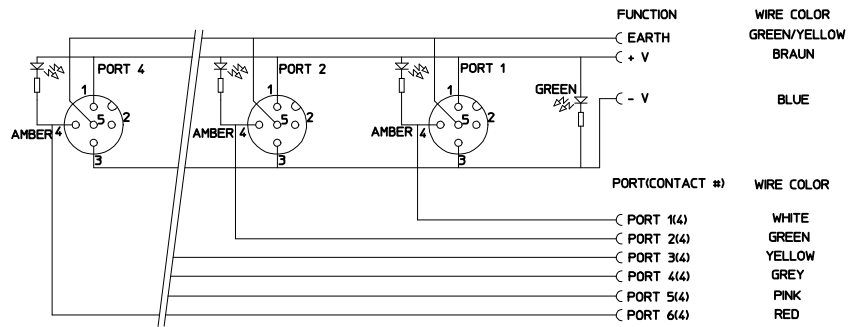 FUNCTION WIRE COLOR
EARTH GREEN/YELLOW
+ V BRAUN
PORT 4 PORT 2 PORT 1
GREEN
- V BLUE
1 1 1
AMBER 4 5 2 AMBER 4 5 2 AMBER 4 5 2
3 3 3
PORT(CONTACT #) WIRE COLOR
PORT 1(4) WHITE
PORT 2(4) GREEN
PORT 3(4) YELLOW
PORT 4(4) GREY
PORT 5(4) PINK
PORT 6(4) RED